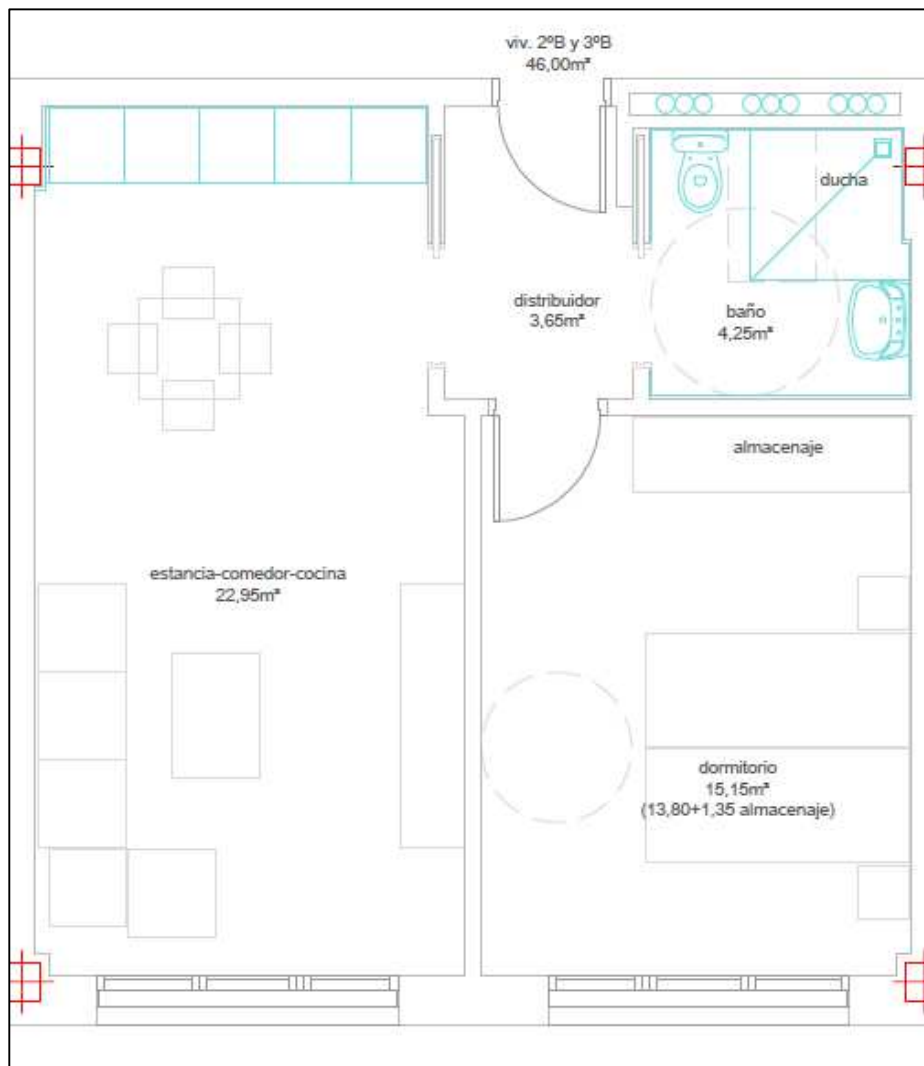 viv. 2ºB y 3ºB
46,00m²
ducha
distribuidor
3,65m²
baño
4,25m²
almacenaje
estancia-comedor-cocina
22,95m²
dormitorio
15,15m²
(13,80+1,35 almacenaje)